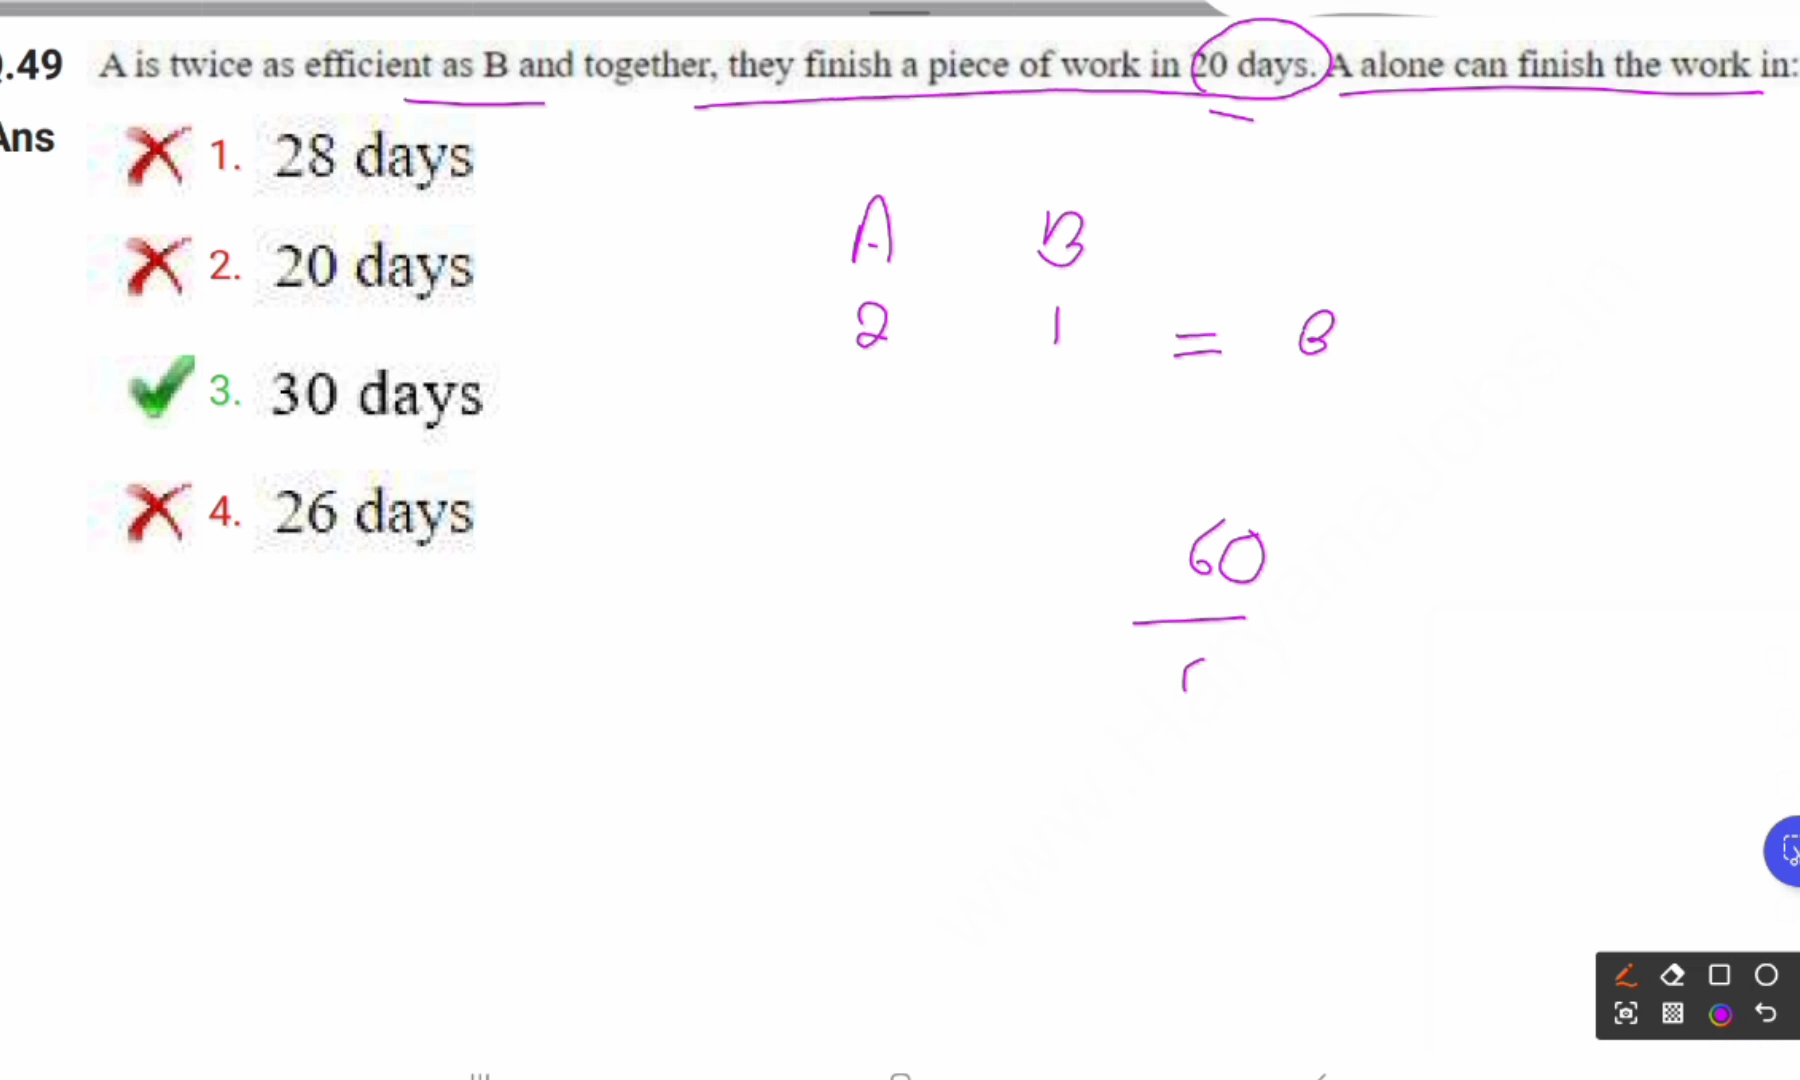 .49 A is twice as efficient as B and together, they finish a piece of work in 20 days. A alone can finish the work in:
Ans
1. 28 days
2. 20 days
3. 30 days
4. 26 days
A B
2 1 = 3
60